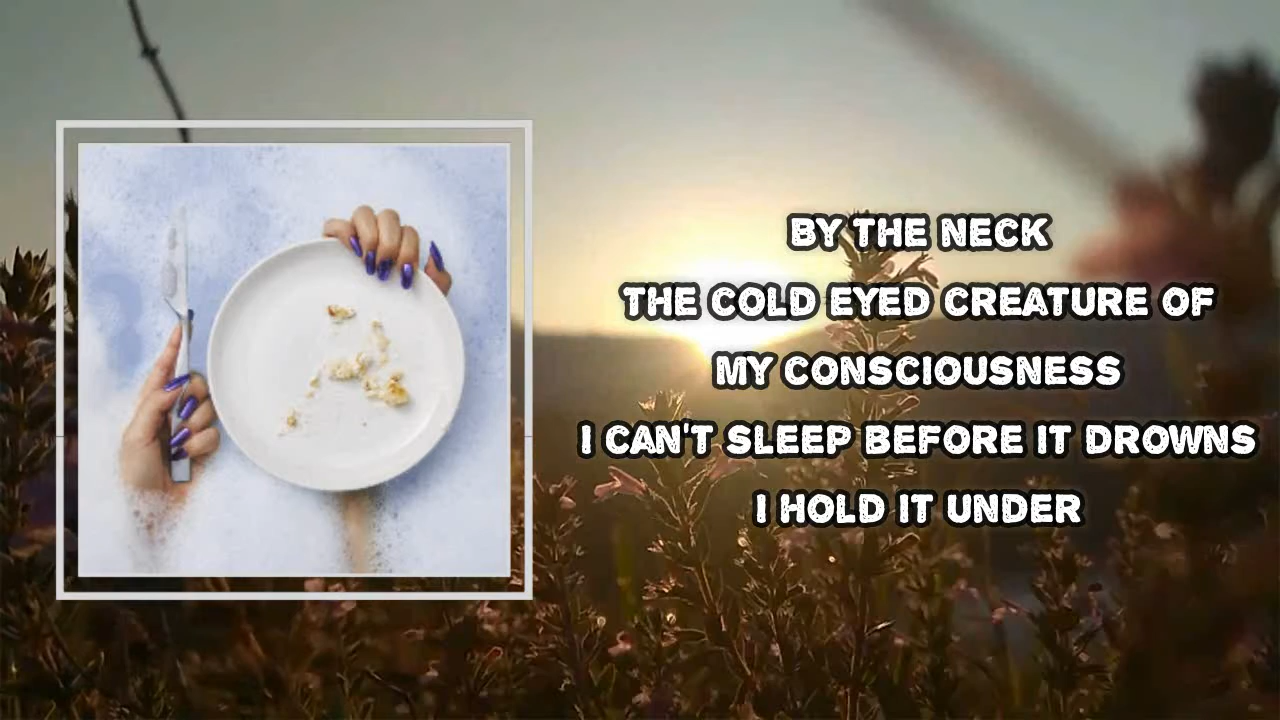 BY THE NECK
THE COLD EYED CREATURE OF
MY CONSCIOUSNESS
I CAN'T SLEEP BEFORE IT DROWNS
I HOLD IT UNDER